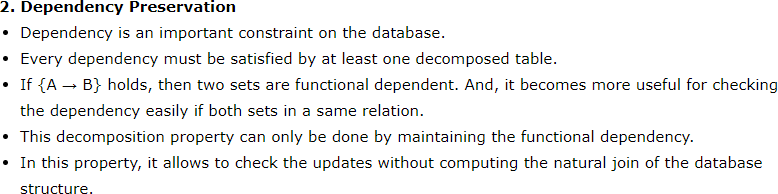 2. Dependency Preservation
• Dependency is an important constraint on the database.
• Every dependency must be satisfied by at least one decomposed table.
• If {A → B} holds, then two sets are functional dependent. And, it becomes more useful for checking
the dependency easily if both sets in a same relation.
• This decomposition property can only be done by maintaining the functional dependency.
• In this property, it allows to check the updates without computing the natural join of the database
structure.